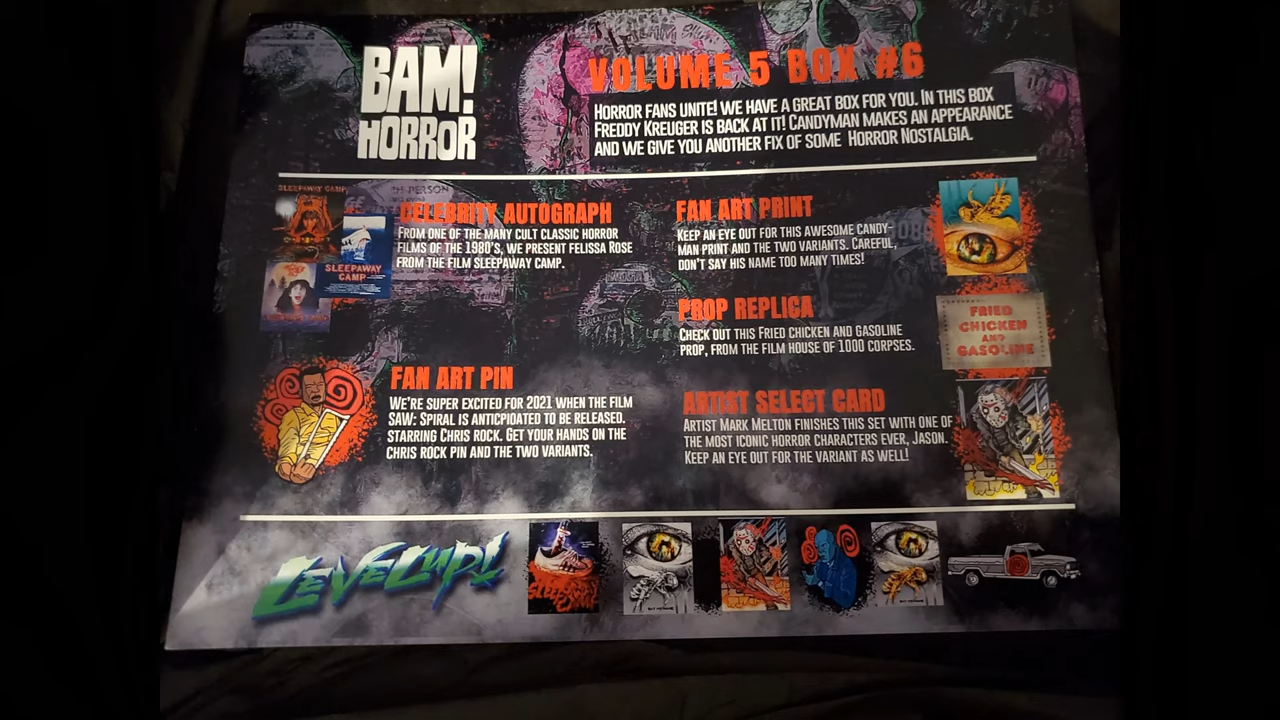 BAM!
HORROR
VOLUME 5 BOX #6
HORROR FANS UNITE! WE HAVE A GREAT BOX FOR YOU. IN THIS BOX
FREDDY KREUGER IS BACK AT IT! CANDYMAN MAKES AN APPEARANCE
AND WE GIVE YOU ANOTHER FIX OF SOME HORROR NOSTALGIA.
SLEEPAWAY CAMP
SLEEPAWAY
CAMP
CELEBRITY AUTOGRAPH
FROM ONE OF THE MANY CULT CLASSIC HORROR
FILMS OF THE 1980'S, WE PRESENT FELISSA ROSE
FROM THE FILM SLEEPAWAY CAMP.
FAN ART PIN
WE'RE SUPER EXCITED FOR 2021 WHEN THE FILM
SAW: SPIRAL IS ANTICPIOATED TO BE RELEASED.
STARRING CHRIS ROCK. GET YOUR HANDS ON THE
CHRIS ROCK PIN AND THE TWO VARIANTS.
FAN ART PRINT
KEEP AN EYE OUT FOR THIS AWESOME CANDY-
MAN PRINT AND THE TWO VARIANTS. CAREFUL,
DON'T SAY HIS NAME TOO MANY TIMES!
PROP REPLICA
CHECK OUT THIS FRIED CHICKEN AND GASOLINE
PROP, FROM THE FILM HOUSE OF 1000 CORPSES.
FRIED
CHICKEN
AND
GASOLINE
ARTIST SELECT CARD
ARTIST MARK MELTON FINISHES THIS SET WITH ONE OF
THE MOST ICONIC HORROR CHARACTERS EVER, JASON.
KEEP AN EYE OUT FOR THE VARIANT AS WELL!
LEVELUP!
SLEEPAWAY
CAMP